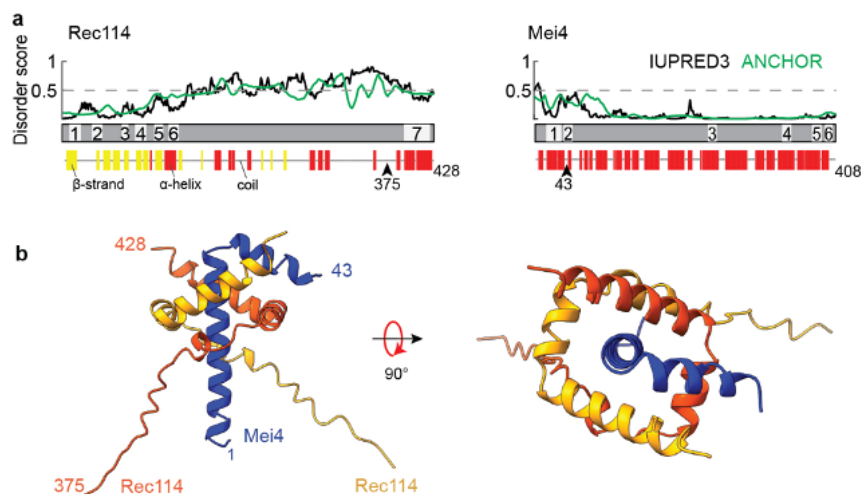 a
Rec114
Mei4
IUPRED3 ANCHOR
Disorder score
1
0.5
1
0.5
1 2 3 4 5 6 7
1 2 3 4 5 6
β-strand α-helix coil 375 428
43 408
b
428
43
Mei4
1
375 Rec114
Rec114
90°